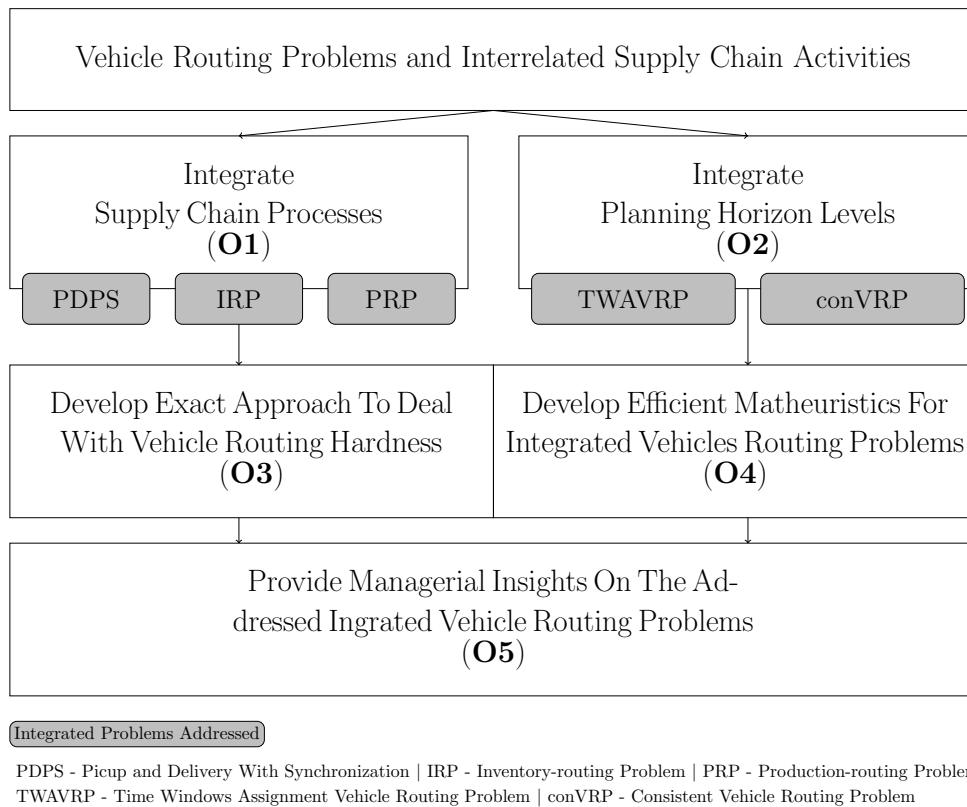 Vehicle Routing Problems and Interrelated Supply Chain Activities
Integrate
Supply Chain Processes
(O1)
Integrate
Planning Horizon Levels
(O2)
PDPS
IRP
PRP
TWAVRP
conVRP
Develop Exact Approach To Deal
With Vehicle Routing Hardness
(O3)
Develop Efficient Matheuristics For
Integrated Vehicles Routing Problems
(O4)
Provide Managerial Insights On The Ad-
dressed Ingrated Vehicle Routing Problems
(O5)
Integrated Problems Addressed
PDPS - Picup and Delivery With Synchronization | IRP - Inventory-routing Problem | PRP - Production-routing Problem
TWAVRP - Time Windows Assignment Vehicle Routing Problem | conVRP - Consistent Vehicle Routing Problem